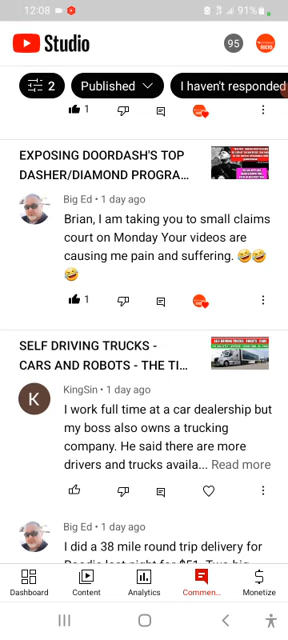 12:08
91%
Studio
95
2
Published
I haven't responded
1
EXPOSING DOORDASH'S TOP
DASHER/DIAMOND PROGRA...
Big Ed • 1 day ago
Brian, I am taking you to small claims
court on Monday Your videos are
causing me pain and suffering. 🤣🤣
🤣
1
SELF DRIVING TRUCKS -
CARS AND ROBOTS - THE TI...
K
KingSin • 1 day ago
I work full time at a car dealership but
my boss also owns a trucking
company. He said there are more
drivers and trucks availa... Read more
Big Ed • 1 day ago
I did a 38 mile round trip delivery for
Dashboard
Content
Analytics
Commen...
Monetize